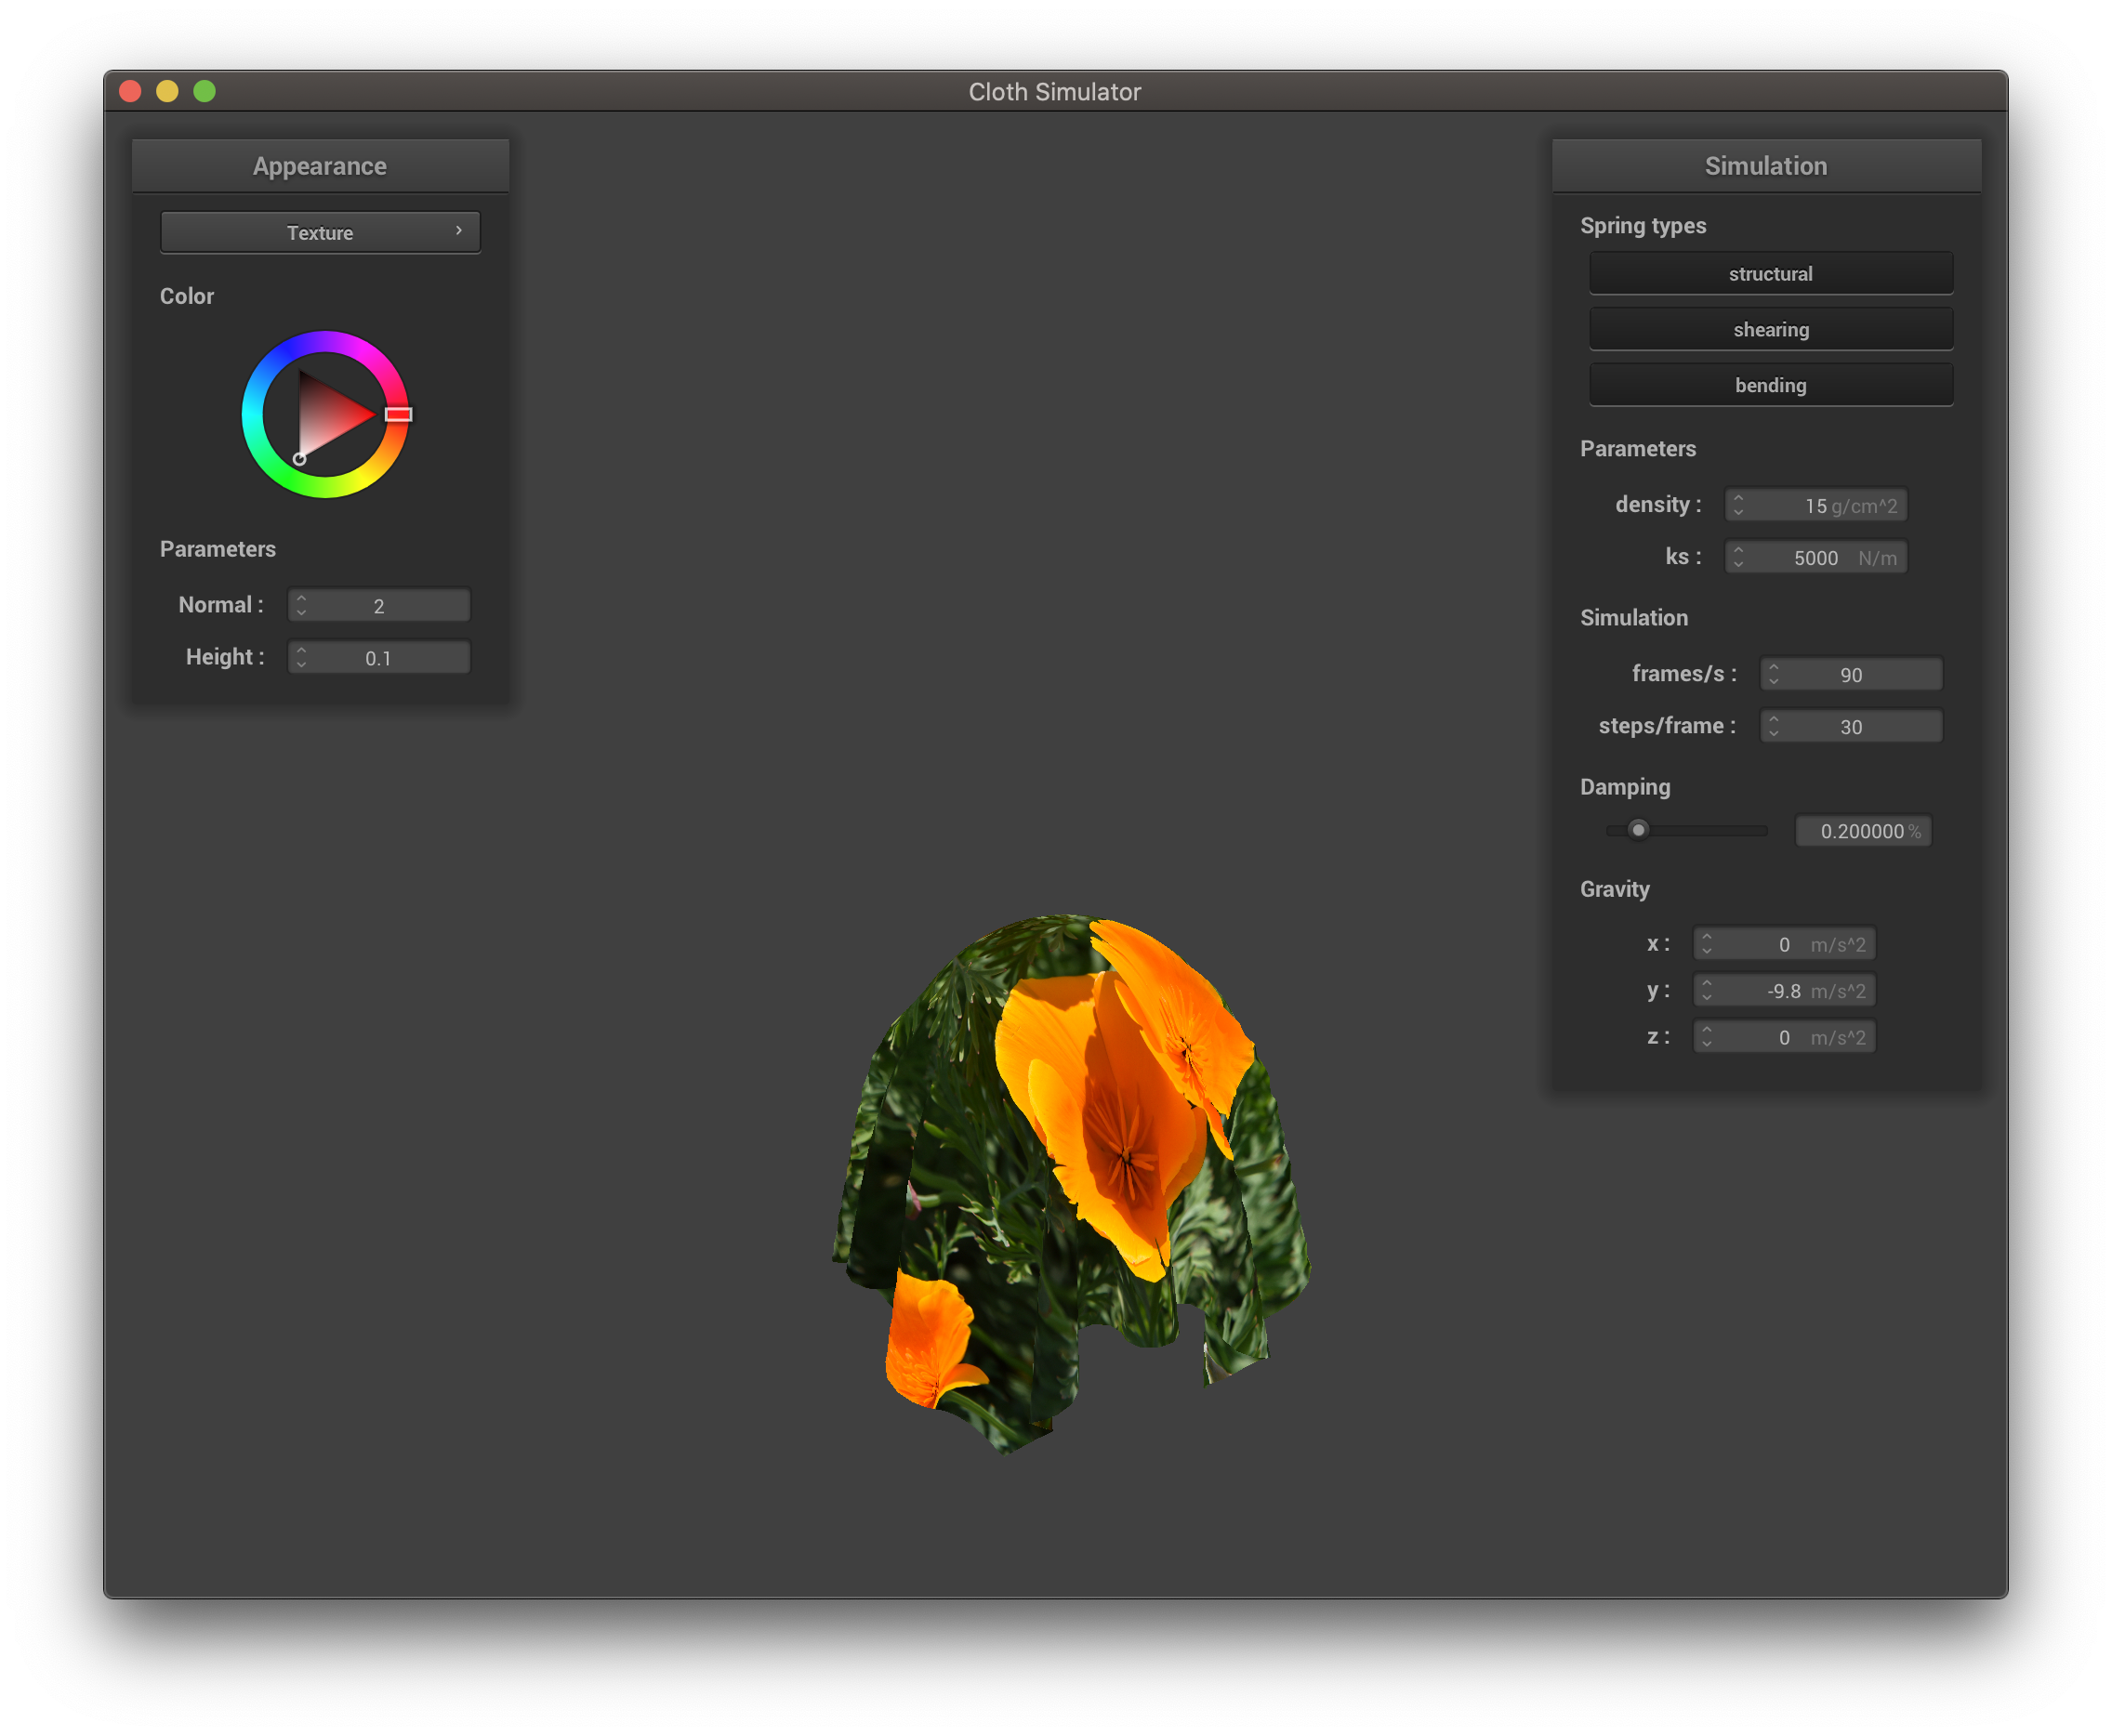 Cloth Simulator
Appearance
Texture
Color
Parameters
Normal : 2
Height : 0.1
Simulation
Spring types
structural
shearing
bending
Parameters
density : 15 g/cm^2
ks : 5000 N/m
Simulation
frames/s : 90
steps/frame : 30
Damping
0.200000 %
Gravity
x : 0 m/s^2
y : -9.8 m/s^2
z : 0 m/s^2